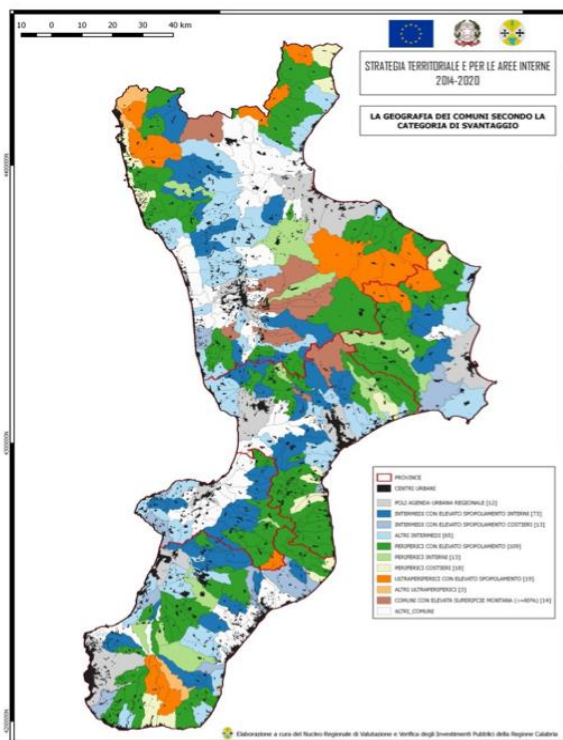 10 0 10 20 30 40 km
STRATEGIA TERRITORIALE E PER LE AREE INTERNE
2014-2020
LA GEOGRAFIA DEI COMUNI SECONDO LA
CATEGORIA DI SVANTAGGIO
PROVINCE
CENTRI URBANI
POLI AGENDA URBANA REGIONALE [12]
INTERMEDI CON ELEVATO SPOPOLAMENTO INTERNI [73]
INTERMEDI CON ELEVATO SPOPOLAMENTO COSTIERI [13]
ALTRI INTERMEDI [85]
PERIFERICI CON ELEVATO SPOPOLAMENTO [109]
PERIFERICI INTERNI [13]
PERIFERICI COSTIERI [18]
ULTRAPERIFERICI CON ELEVATO SPOPOLAMENTO [15]
ALTRI ULTRAPERIFERICI [3]
COMUNI CON ELEVATA SUPERFICIE MONTANA (>=80%) [14]
ALTRI_COMUNI
Elaborazione a cura del Nucleo Regionale di Valutazione e Verifica degli Investimenti Pubblici della Regione Calabria